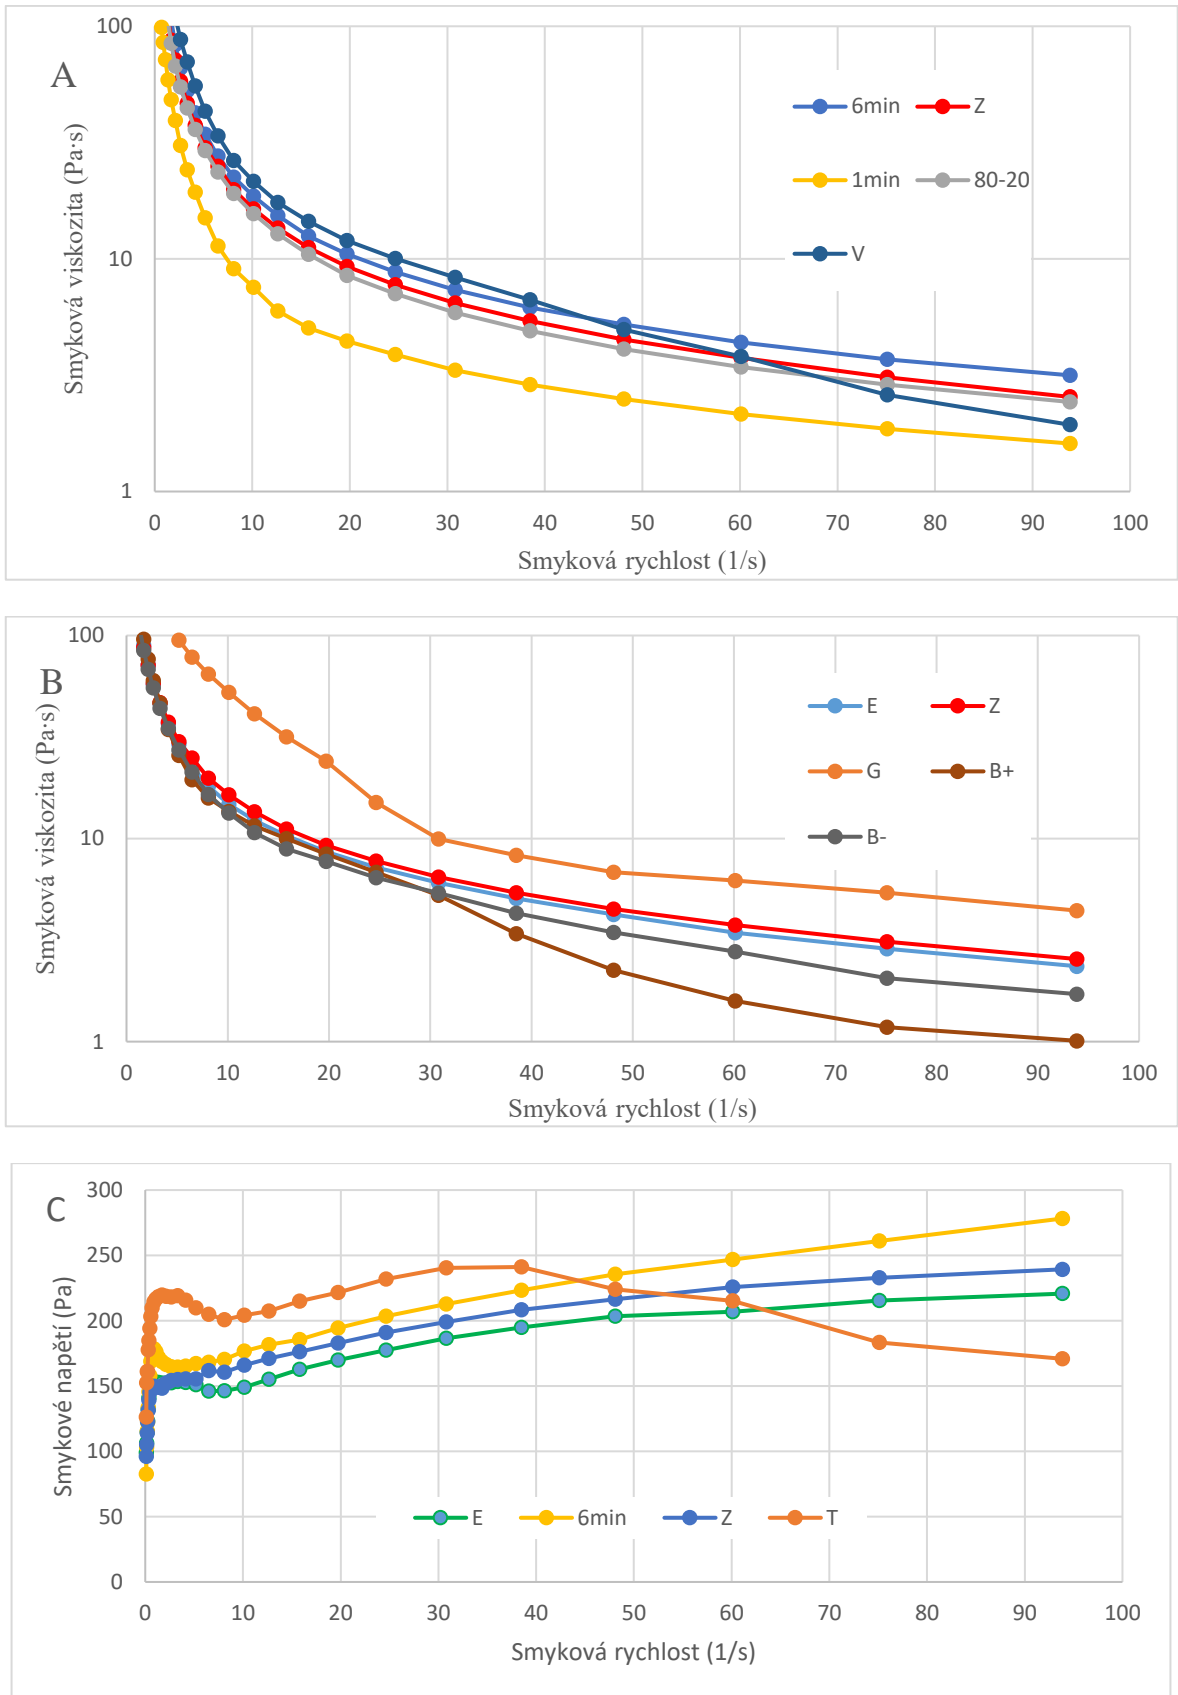 100
A
6min Z
1min 80-20
V
Smyková viskozita (Pa·s)
10
1
0 10 20 30 40 50 60 70 80 90 100
Smyková rychlost (1/s)
100
B
E Z
G B+
B-
Smyková viskozita (Pa·s)
10
1
0 10 20 30 40 50 60 70 80 90 100
Smyková rychlost (1/s)
C
300
250
200
150
100
50
0
Smykové napětí (Pa)
E 6min Z T
0 10 20 30 40 50 60 70 80 90 100
Smyková rychlost (1/s)